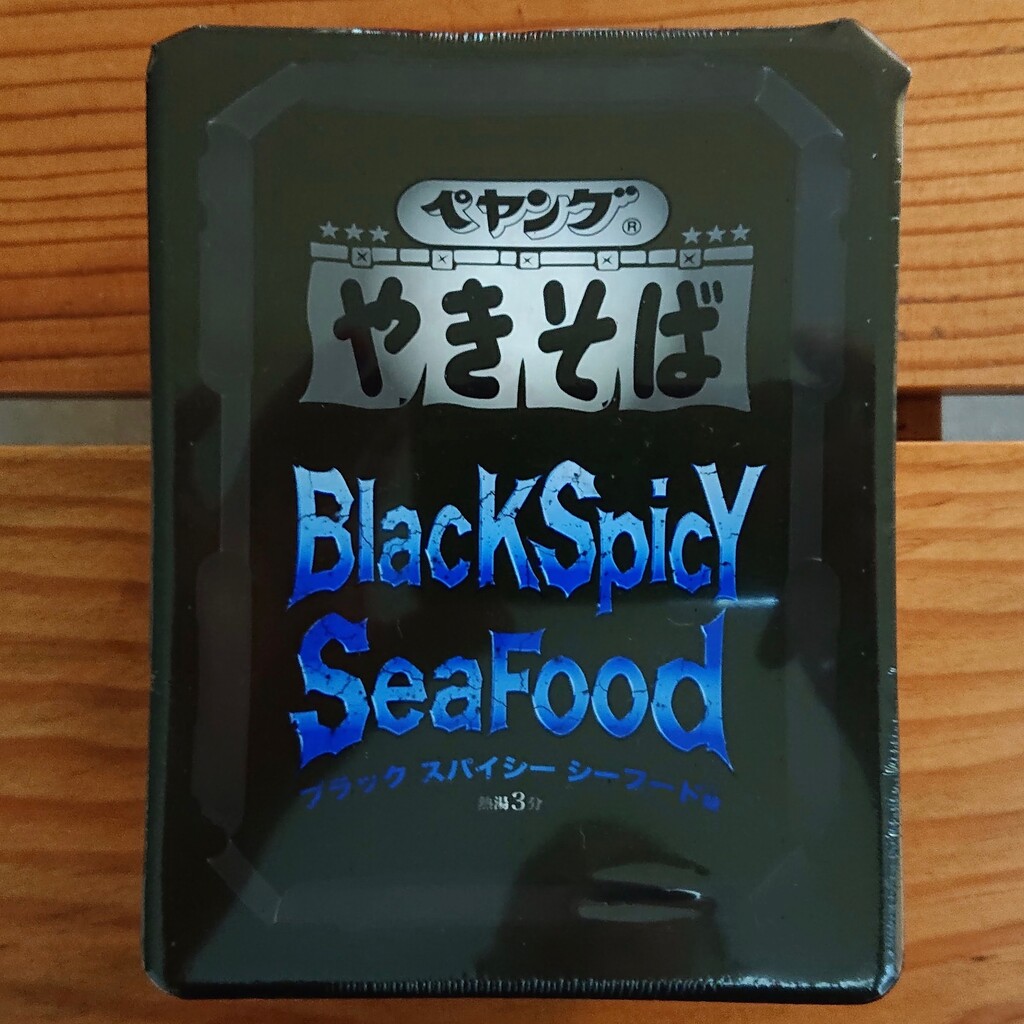 ペヤング®
やきそば
BlackSpicy
SeaFood
ブラック スパイシー シーフード味
熱湯3分